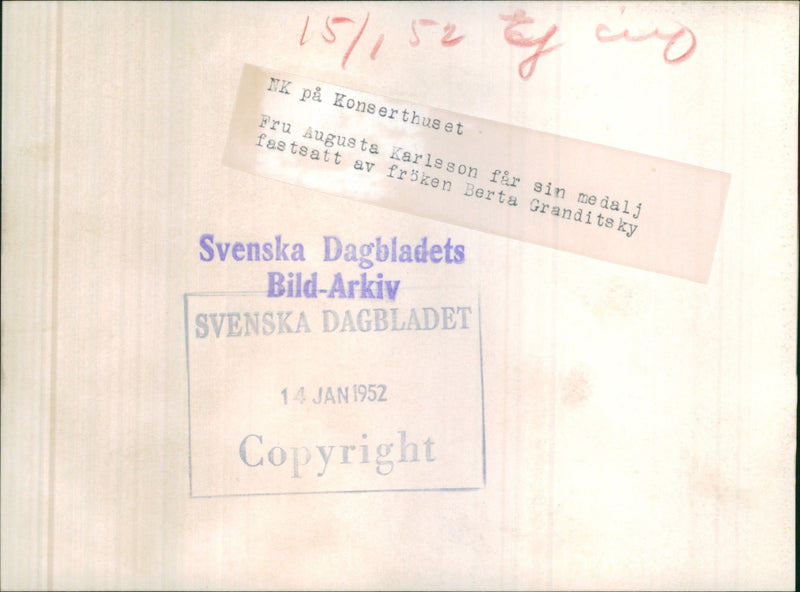 15/1 52
NK på Konserthuset
Fru Augusta Karlsson får sin medalj
fastsatt av fröken Berta Granditsky
Svenska Dagbladets
Bild-Arkiv
SVENSKA DAGBLADET
14 JAN 1952
Copyright